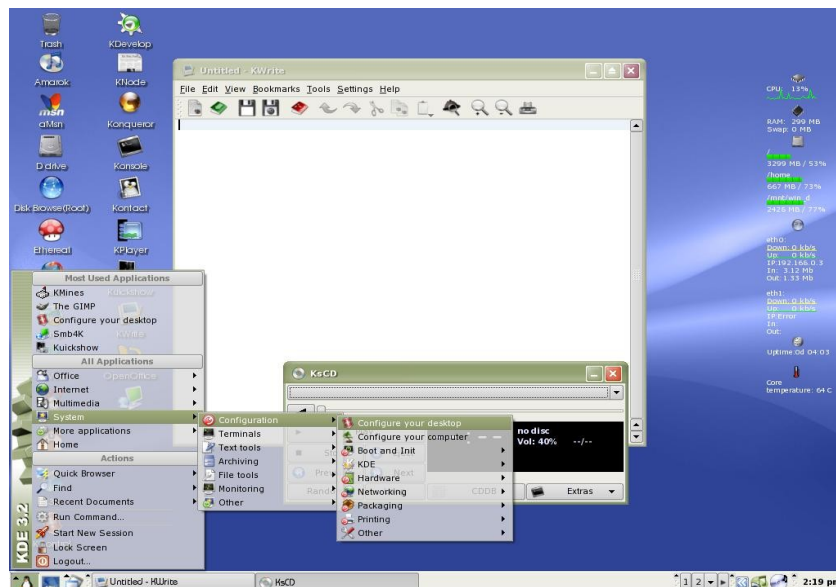 Trash
KDevelop
Amarok
KNode
aMsn
Konqueror
D drive
Konsole
Disk Browse(Root)
Kontact
Ethereal
KPlayer
Untitled - KWrite
File Edit View Bookmarks Tools Settings Help
CPU: 13%
RAM: 299 MB
Swap: 0 MB
/
3299 MB / 53%
/home
667 MB / 73%
/mnt/win_d
2426 MB / 77%
eth0:
Down: 0 kb/s
Up: 0 kb/s
IP:192.166.0.3
In: 3.12 Mb
Out: 1.33 Mb
eth1:
Down: 0 kb/s
Up: 0 kb/s
IP:Error
In:
Out:
Uptime:0d 04:03
Core
temperature: 64 C
KDE 3.2
Most Used Applications
KMines
The GIMP
Configure your desktop
Smb4K
Kuickshow
All Applications
Office
Internet
Multimedia
System
More applications
Home
Actions
Quick Browser
Find
Recent Documents
Run Command...
Start New Session
Lock Screen
Logout...
Configuration
Terminals
Text tools
Archiving
File tools
Monitoring
Other
Configure your desktop
Configure your computer
Boot and Init
KDE
Hardware
Networking
Packaging
Printing
Other
KsCD
no disc
Vol: 40% --/--
Next
CDDB
Extras
Untitled - KWrite
KsCD
1 2
2:19 pm